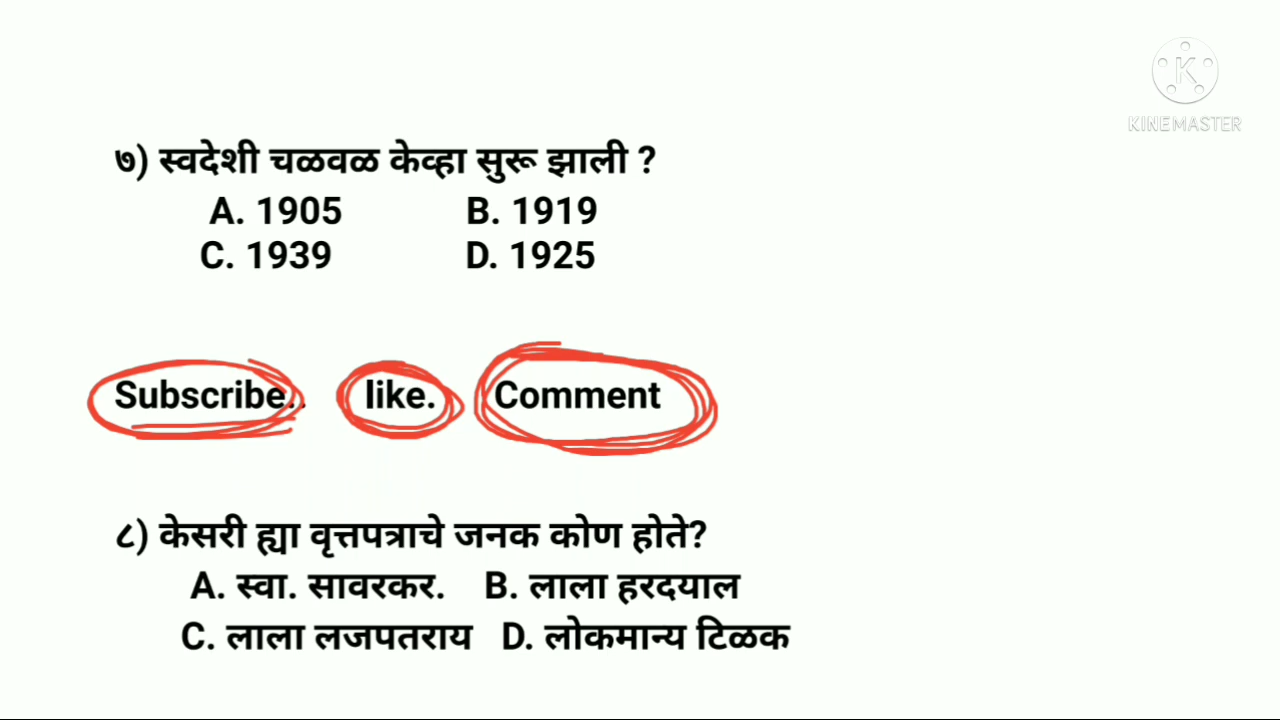 KINEMASTER
७) स्वदेशी चळवळ केव्हा सुरू झाली ?
A. 1905 B. 1919
C. 1939 D. 1925
Subscribe.. like. Comment
८) केसरी ह्या वृत्तपत्राचे जनक कोण होते?
A. स्वा. सावरकर. B. लाला हरदयाल
C. लाला लजपतराय D. लोकमान्य टिळक